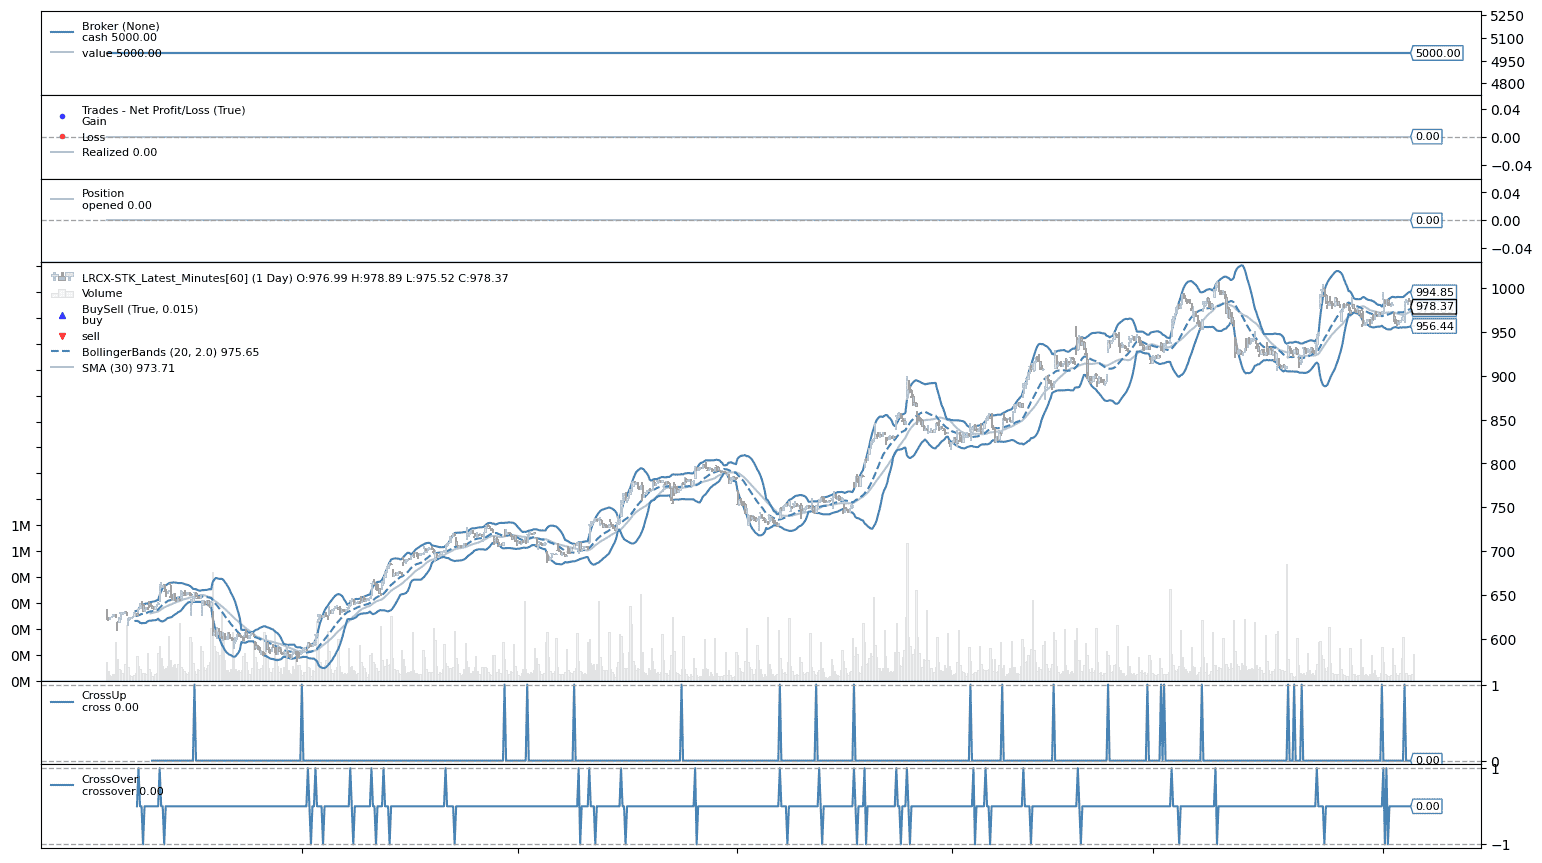 Broker (None)
cash 5000.00
value 5000.00
5250
5100
4950
4800
5000.00
Trades - Net Profit/Loss (True)
Gain
Loss
Realized 0.00
0.04
0.00
−0.04
0.00
Position
opened 0.00
0.04
0.00
−0.04
0.00
LRCX-STK_Latest_Minutes[60] (1 Day) O:976.99 H:978.89 L:975.52 C:978.37
Volume
BuySell (True, 0.015)
buy
sell
BollingerBands (20, 2.0) 975.65
SMA (30) 973.71
994.85
978.37
956.44
1000
950
900
850
800
750
700
650
600
1M
1M
0M
0M
0M
0M
0M
CrossUp
cross 0.00
1
0
0.00
CrossOver
crossover 0.00
1
−1
0.00